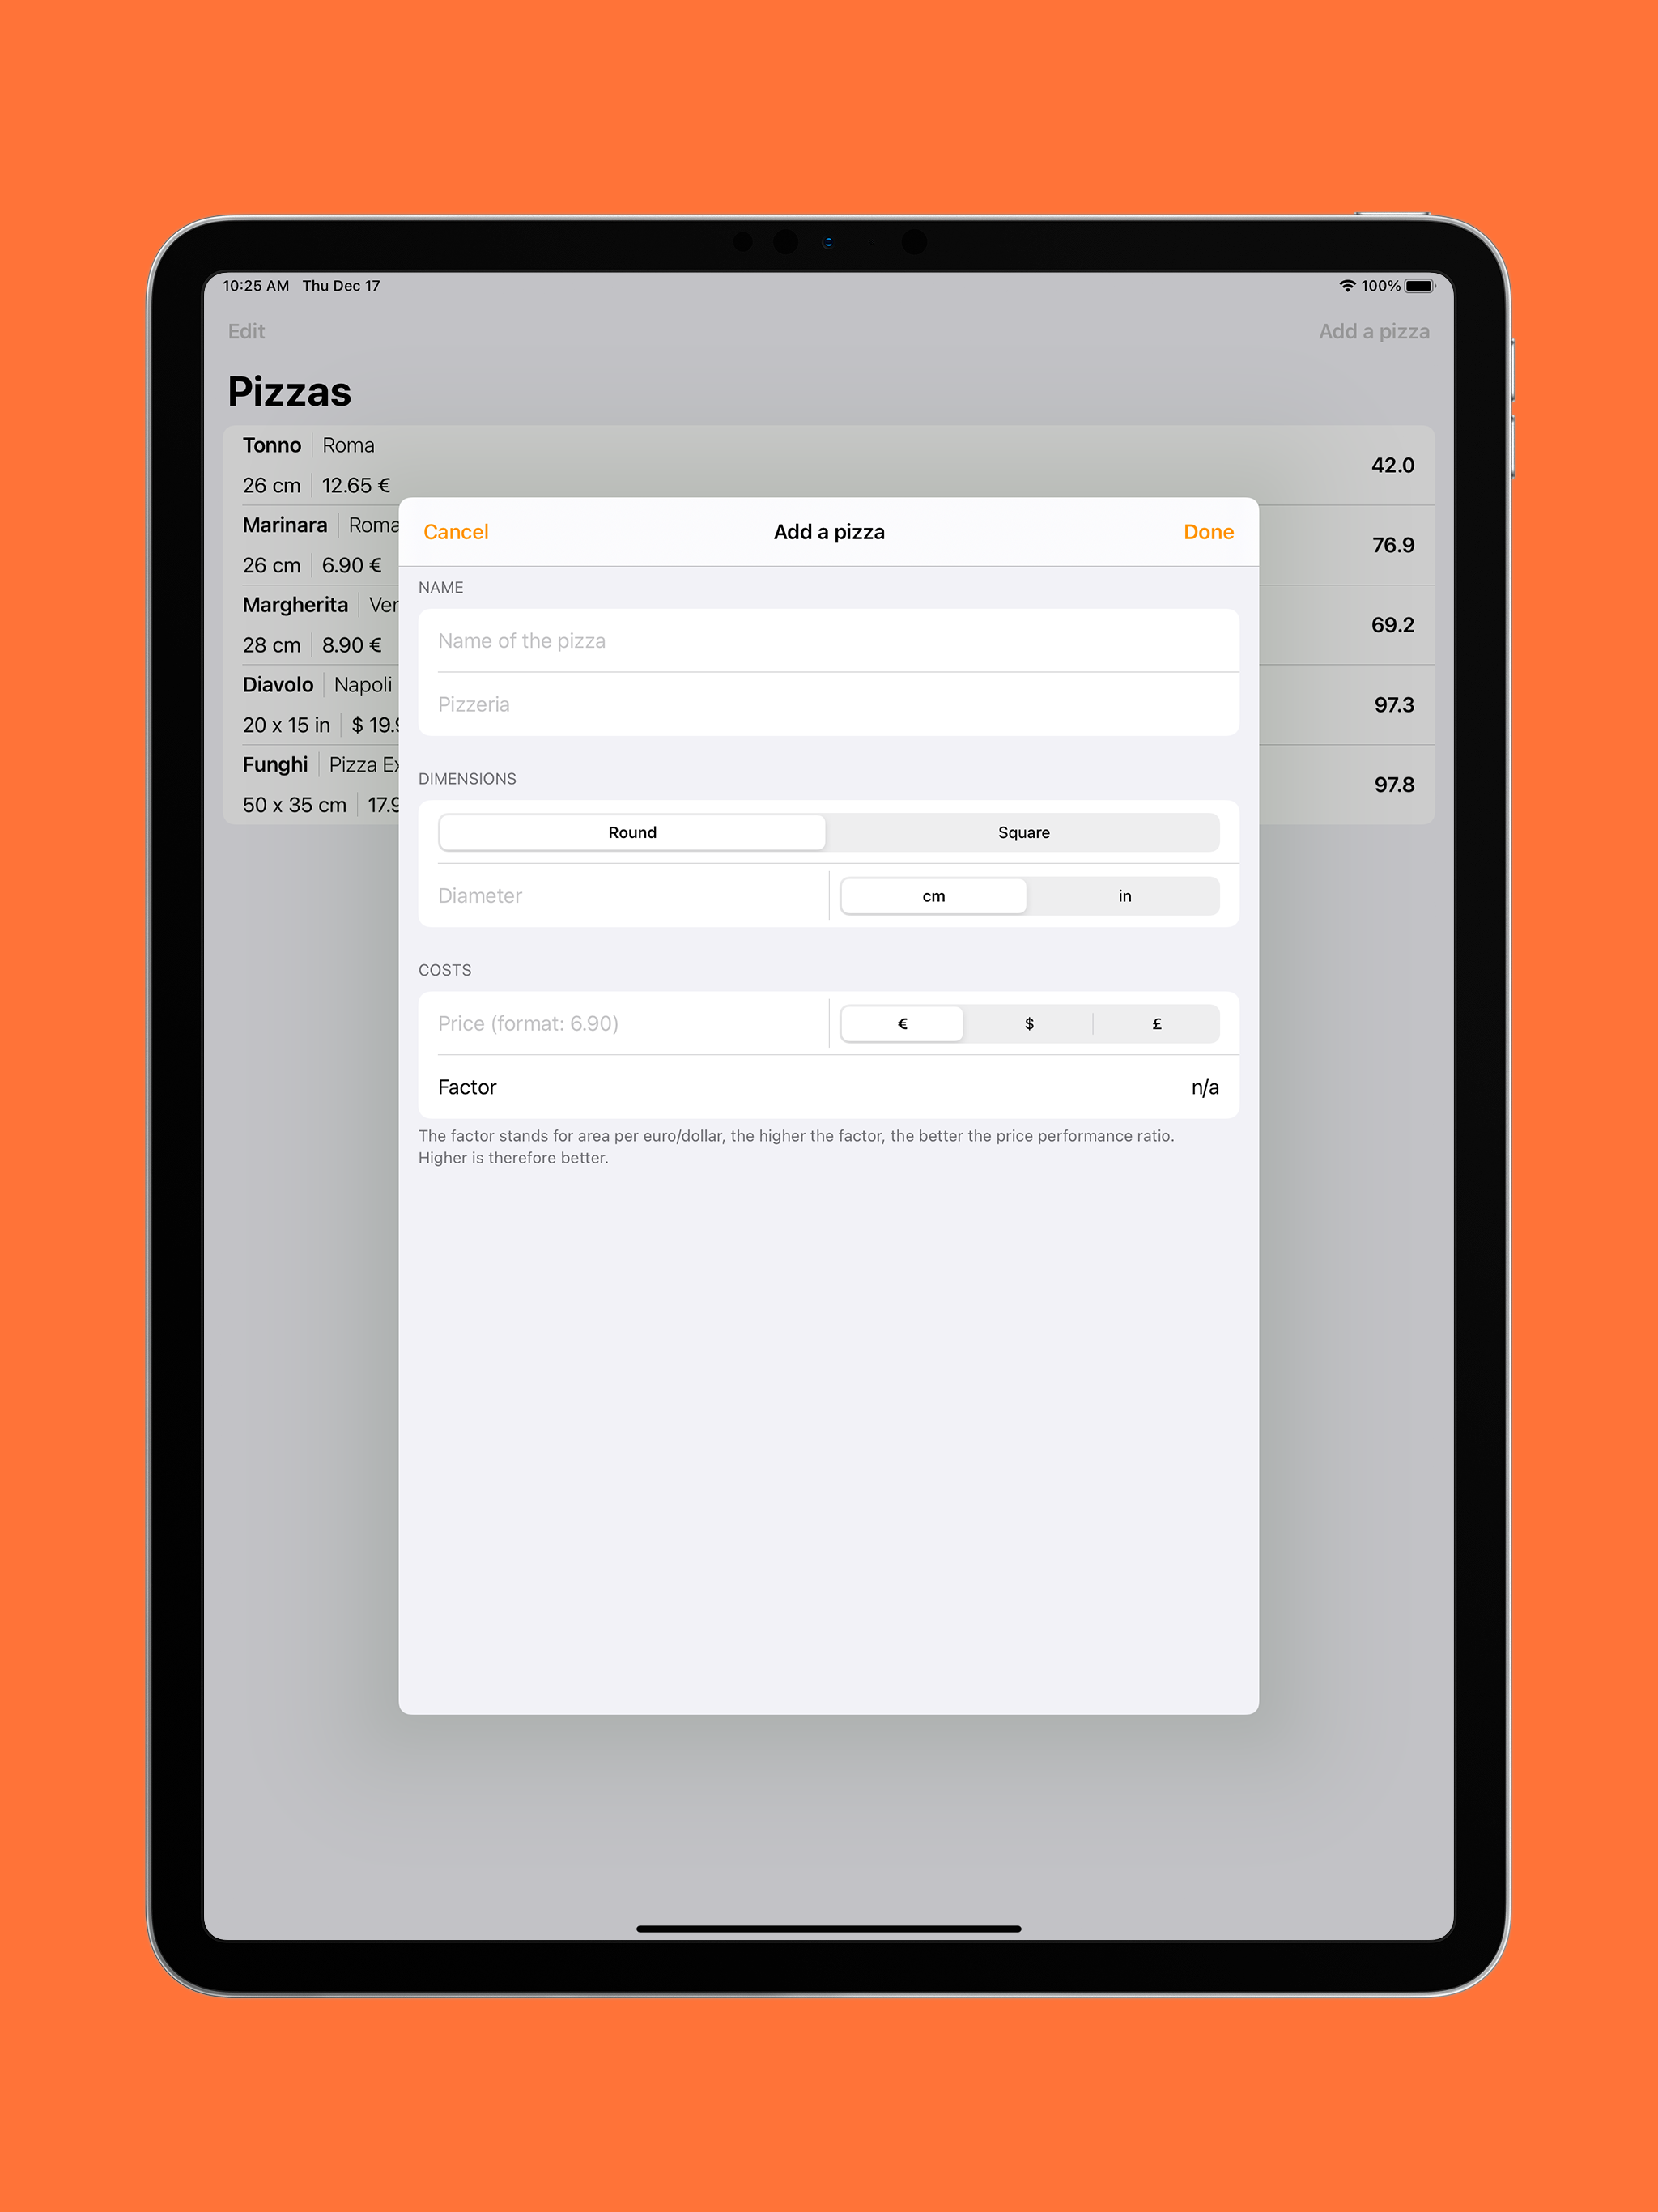 10:25 AM Thu Dec 17 100%
Edit Add a pizza
Pizzas
Tonno Roma
42.0
26 cm 12.65 €
Marinara Roma
76.9
26 cm 6.90 €
Margherita
69.2
28 cm 8.90 €
Diavolo Napoli
97.3
20 x 15 in $ 19.9
Funghi Pizza
97.8
50 x 35 cm 17.9
Cancel Add a pizza Done
NAME
Name of the pizza
Pizzeria
DIMENSIONS
Round Square
Diameter cm in
COSTS
Price (format: 6.90) € $ £
Factor n/a
The factor stands for area per euro/dollar, the higher the factor, the better the price performance ratio.
Higher is therefore better.